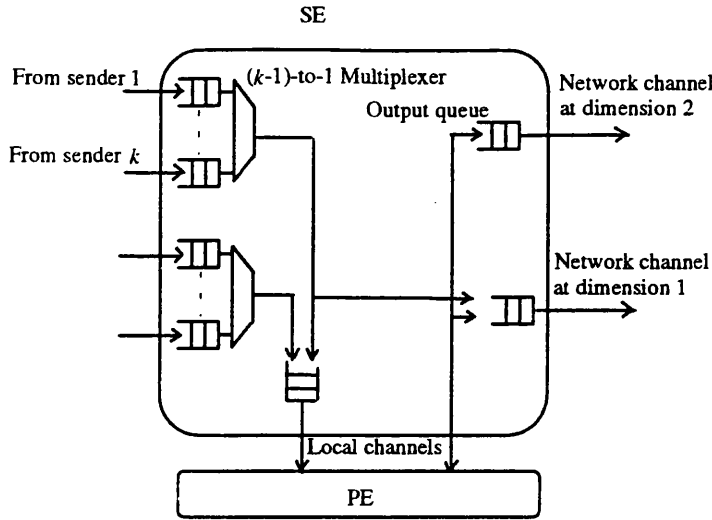 SE
From sender 1
(k-1)-to-1 Multiplexer
Network channel
at dimension 2
Output queue
From sender k
Network channel
at dimension 1
Local channels
PE